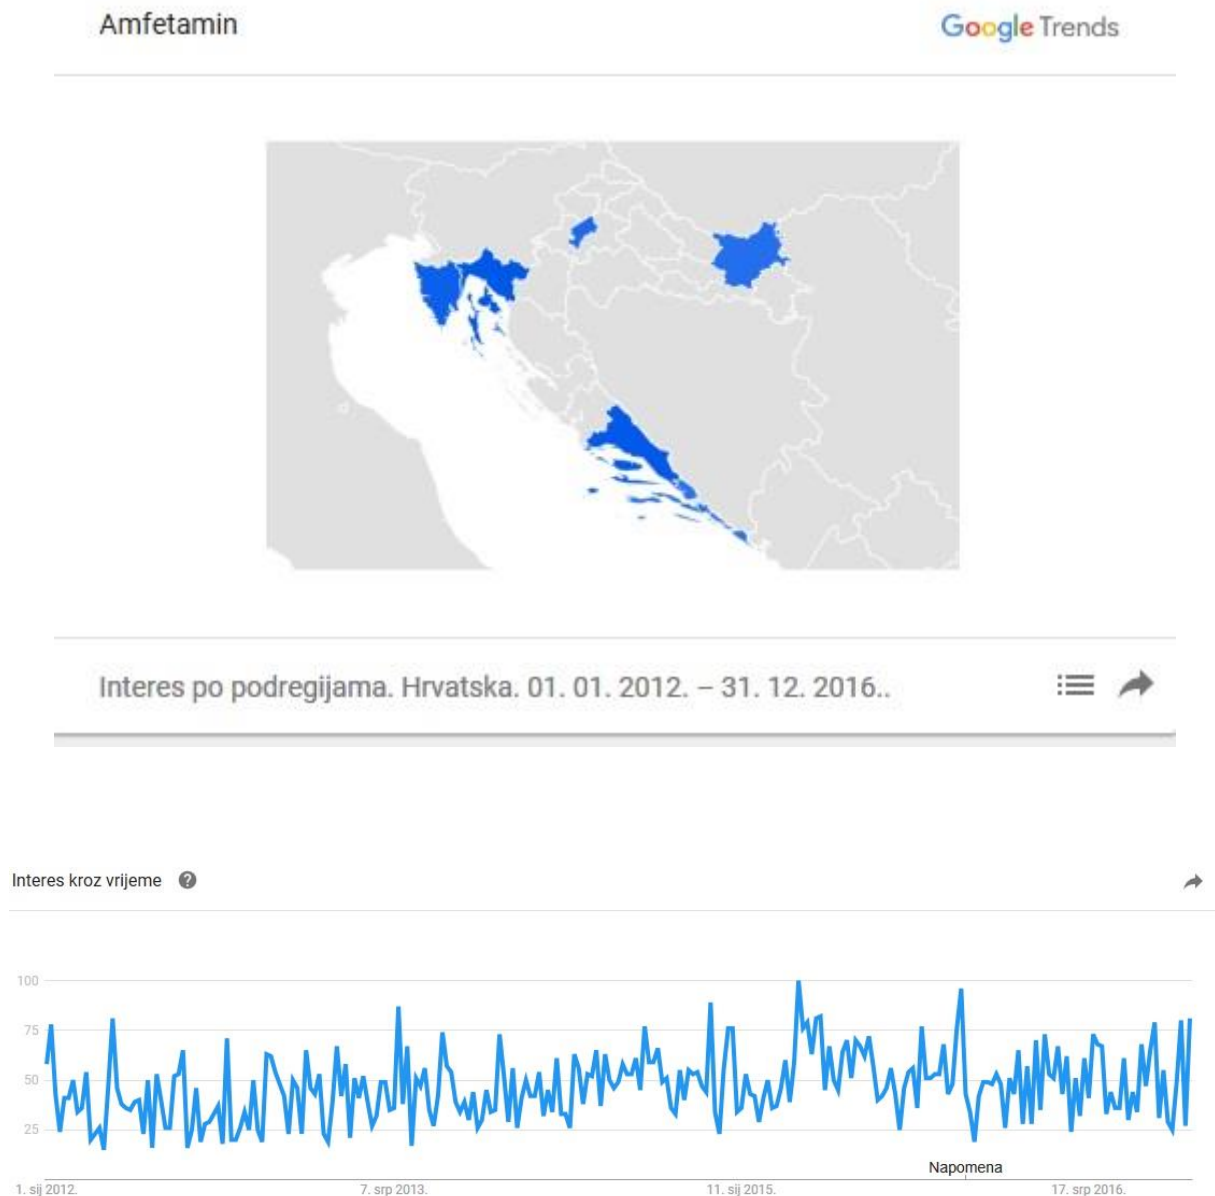 Amfetamin
Google Trends
Interes po podregijama. Hrvatska. 01. 01. 2012. – 31. 12. 2016..
Interes kroz vrijeme ?
100
75
50
25
Napomena
1. sij 2012.
7. srp 2013.
11. sij 2015.
17. srp 2016.